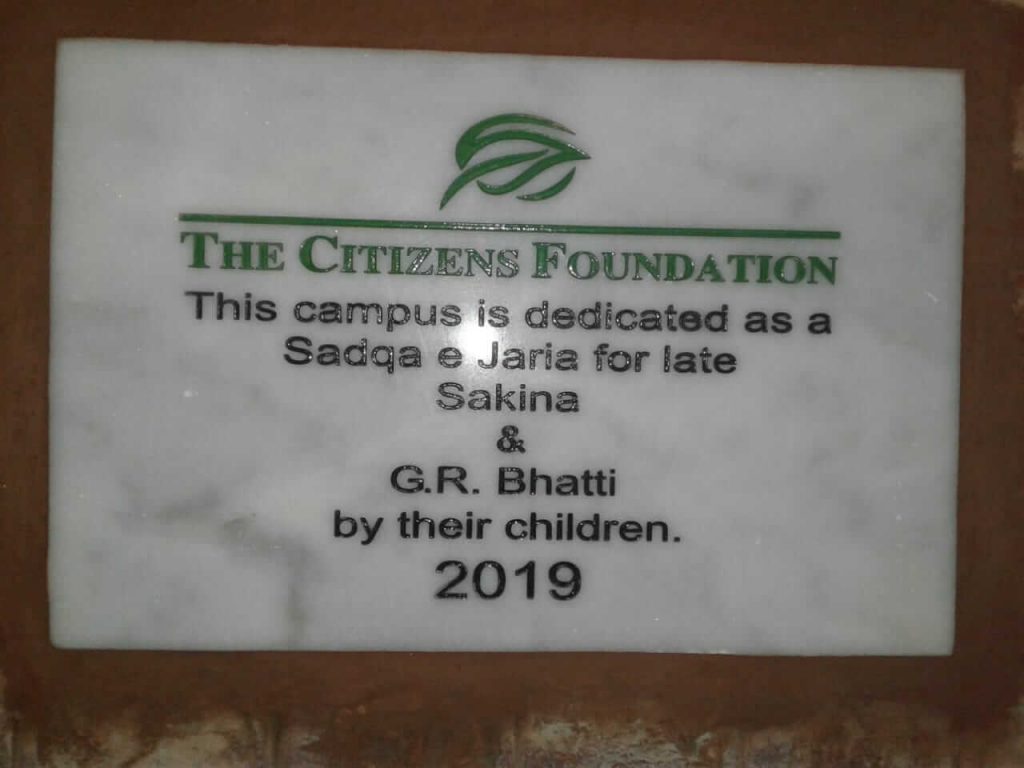 THE CITIZENS FOUNDATION
This campus is dedicated as a
Sadqa e Jaria for late
Sakina
&
G.R. Bhatti
by their children.
2019